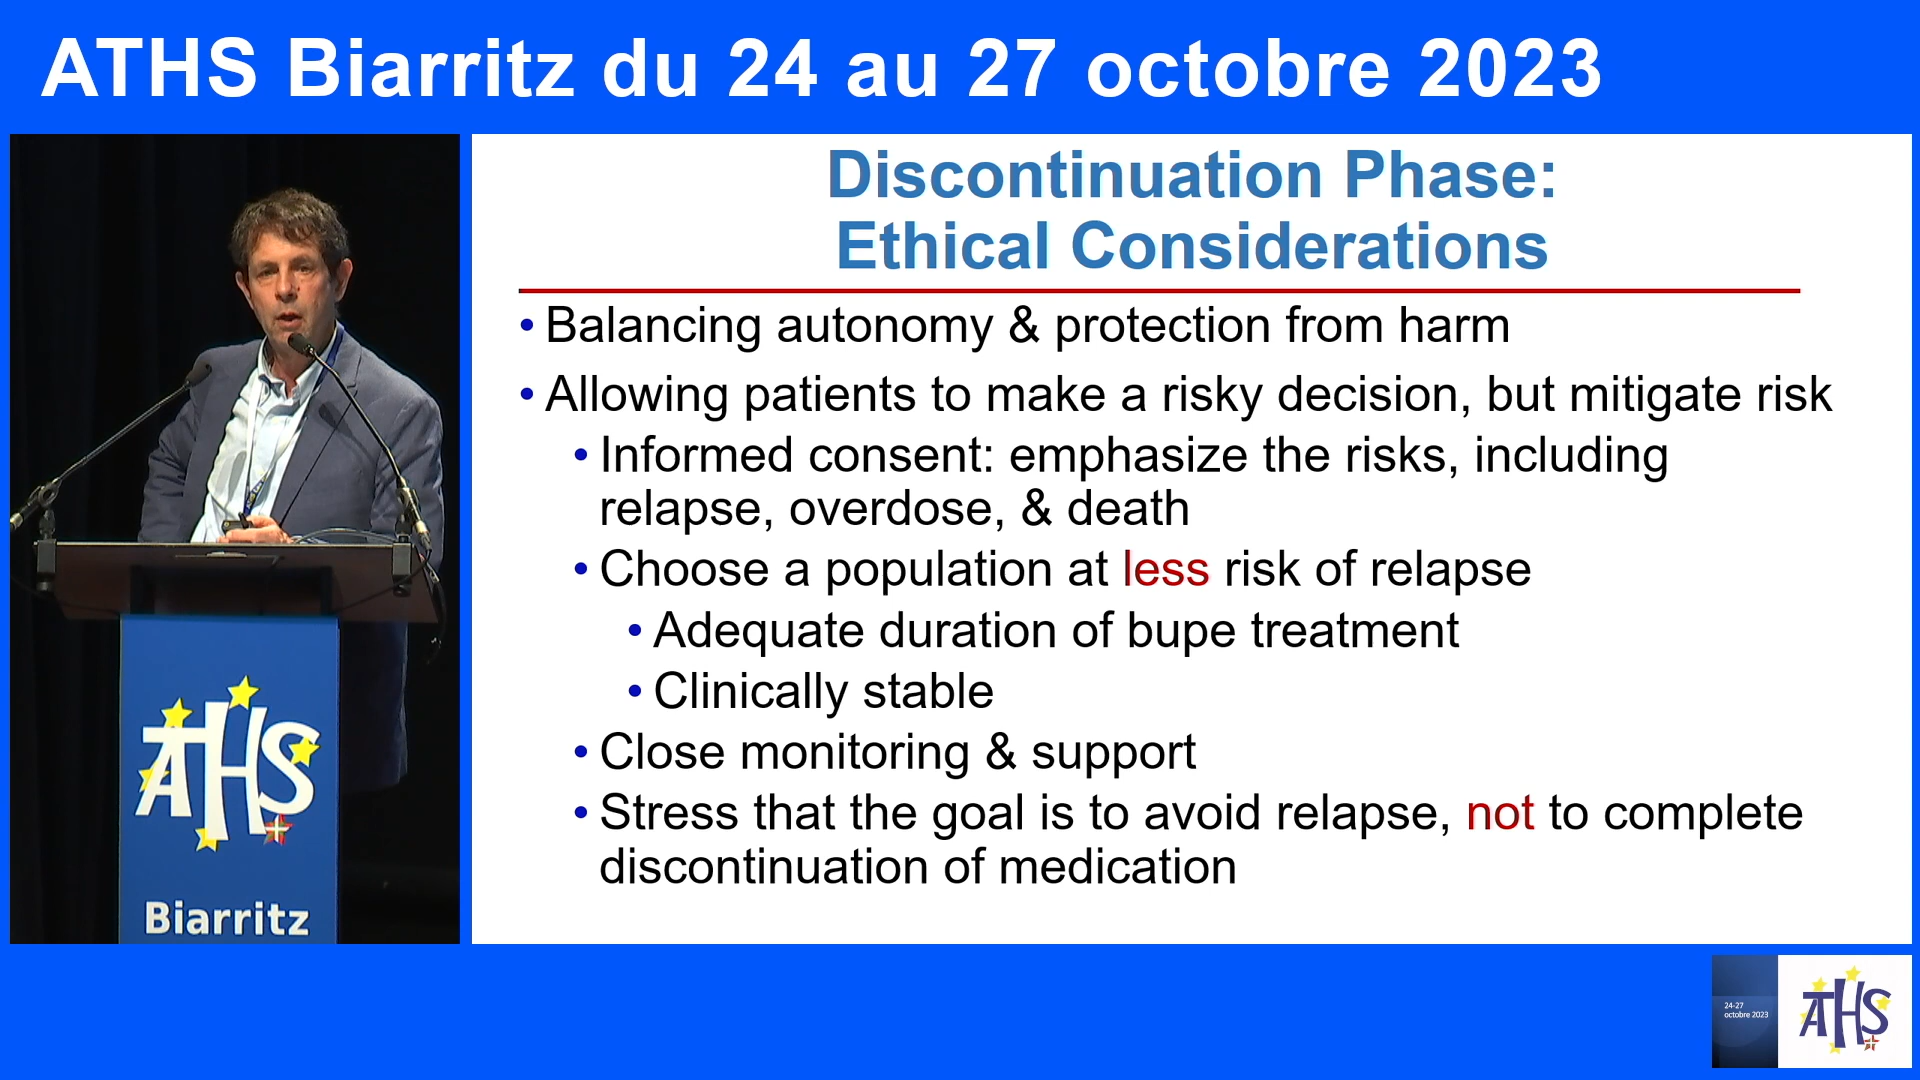 ATHS Biarritz du 24 au 27 octobre 2023
Discontinuation Phase:
Ethical Considerations
• Balancing autonomy & protection from harm
• Allowing patients to make a risky decision, but mitigate risk
• Informed consent: emphasize the risks, including
relapse, overdose, & death
• Choose a population at less risk of relapse
• Adequate duration of bupe treatment
• Clinically stable
• Close monitoring & support
• Stress that the goal is to avoid relapse, not to complete
discontinuation of medication
ATHS
Biarritz
24-27
octobre 2023
ATHS